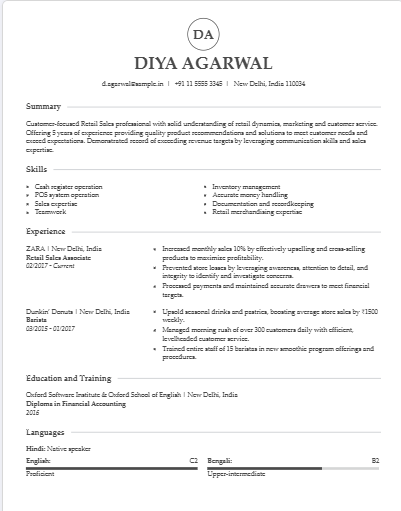 DA
DIYA AGARWAL
d.agarwal@sample.in | +91 11 5555 3345 | New Delhi, India 110034
Summary
Customer-focused Retail Sales professional with solid understanding of retail dynamics, marketing and customer service.
Offering 5 years of experience providing quality product recommendations and solutions to meet customer needs and
exceed expectations. Demonstrated record of exceeding revenue targets by leveraging communication skills and sales
expertise.
Skills
• Cash register operation
• POS system operation
• Sales expertise
• Teamwork
• Inventory management
• Accurate money handling
• Documentation and recordkeeping
• Retail merchandising expertise
Experience
ZARA | New Delhi, India
Retail Sales Associate
02/2017 - Current
• Increased monthly sales 10% by effectively upselling and cross-selling
products to maximize profitability.
• Prevented store losses by leveraging awareness, attention to detail, and
integrity to identify and investigate concerns.
• Processed payments and maintained accurate drawers to meet financial
targets.
Dunkin' Donuts | New Delhi, India
Barista
03/2015 - 01/2017
• Upsold seasonal drinks and pastries, boosting average store sales by ₹1500
weekly.
• Managed morning rush of over 300 customers daily with efficient,
levelheaded customer service.
• Trained entire staff of 15 baristas in new smoothie program offerings and
procedures.
Education and Training
Oxford Software Institute & Oxford School of English | New Delhi, India
Diploma in Financial Accounting
2016
Languages
Hindi: Native speaker
English: C2
Proficient
Bengali: B2
Upper-intermediate